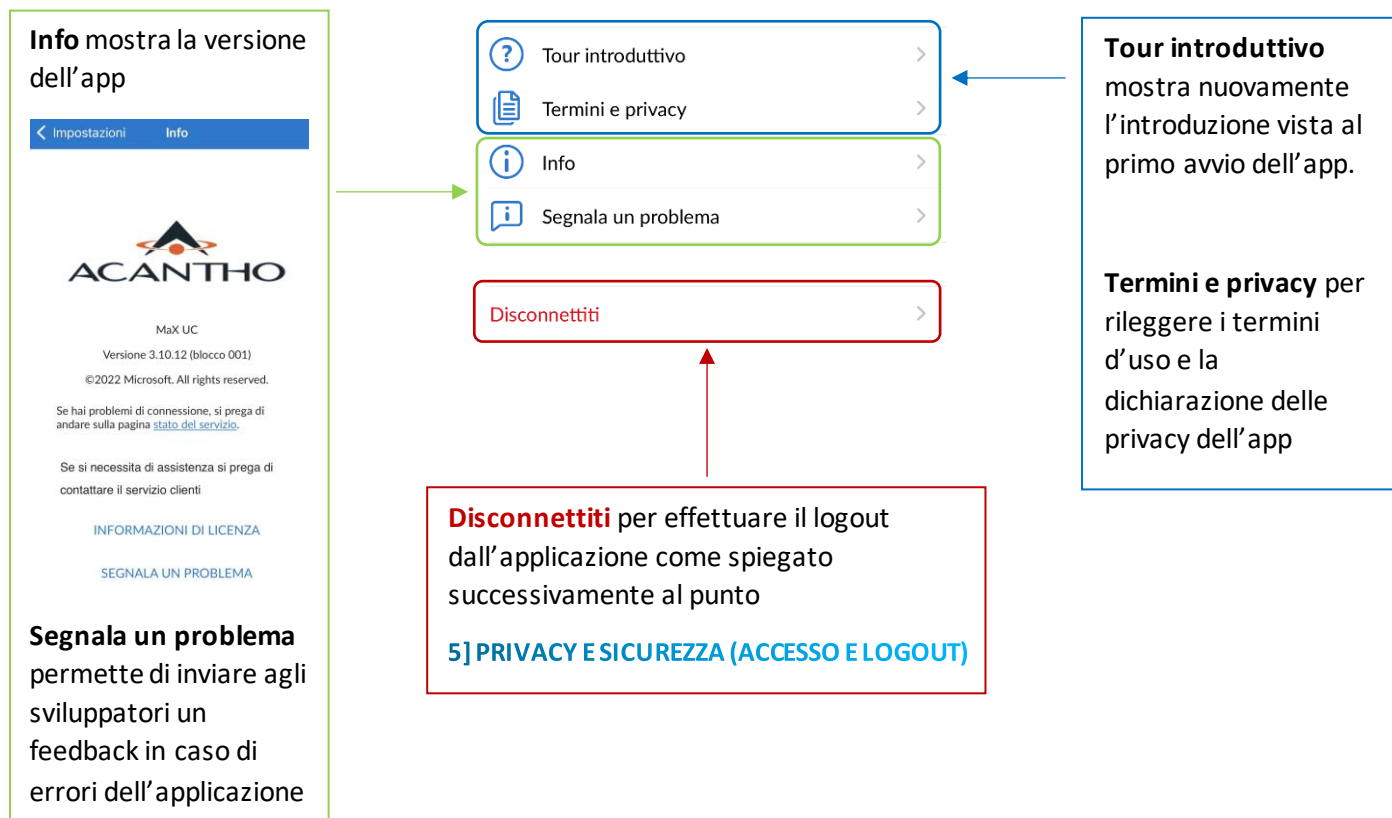 Info mostra la versione
dell’app
Impostazioni Info
ACANTHO
MaX UC
Versione 3.10.12 (blocco 001)
©2022 Microsoft. All rights reserved.
Se hai problemi di connessione, si prega di
andare sulla pagina stato del servizio.
Se si necessita di assistenza si prega di
contattare il servizio clienti
INFORMAZIONI DI LICENZA
SEGNALA UN PROBLEMA
Segnala un problema
permette di inviare agli
sviluppatori un
feedback in caso di
errori dell’applicazione
Tour introduttivo
Termini e privacy
Info
Segnala un problema
Disconnettiti
Disconnettiti per effettuare il logout
dall’applicazione come spiegato
successivamente al punto
5] PRIVACY E SICUREZZA (ACCESSO E LOGOUT)
Tour introduttivo
mostra nuovamente
l’introduzione vista al
primo avvio dell’app.
Termini e privacy per
rileggere i termini
d’uso e la
dichiarazione delle
privacy dell’app